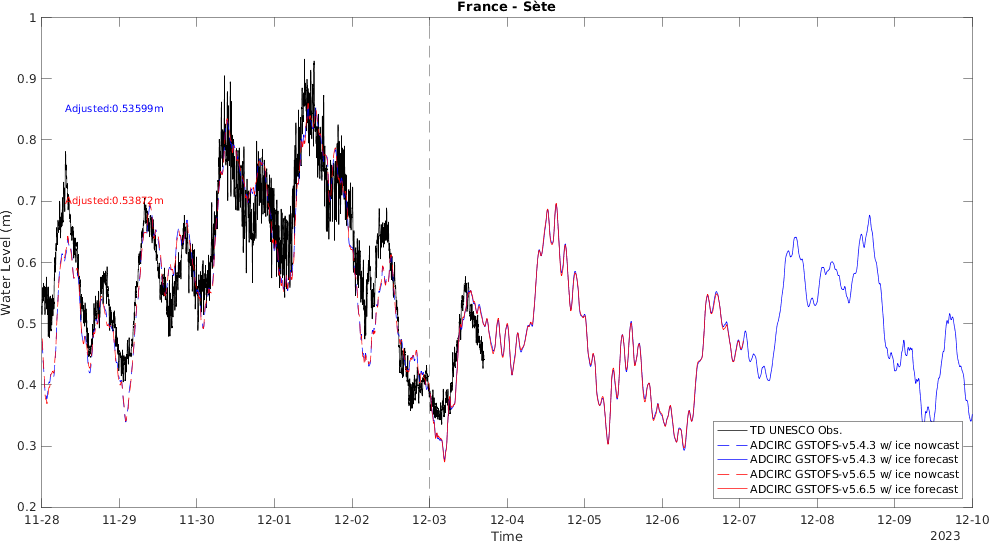 France - Sète
Water Level (m)
1
0.9
0.8
0.7
0.6
0.5
0.4
0.3
0.2
Adjusted:0.53599m
Adjusted:0.53872m
TD UNESCO Obs.
ADCIRC GSTOFS-v5.4.3 w/ ice nowcast
ADCIRC GSTOFS-v5.4.3 w/ ice forecast
ADCIRC GSTOFS-v5.6.5 w/ ice nowcast
ADCIRC GSTOFS-v5.6.5 w/ ice forecast
11-28 11-29 11-30 12-01 12-02 12-03 12-04 12-05 12-06 12-07 12-08 12-09 12-10
Time
2023